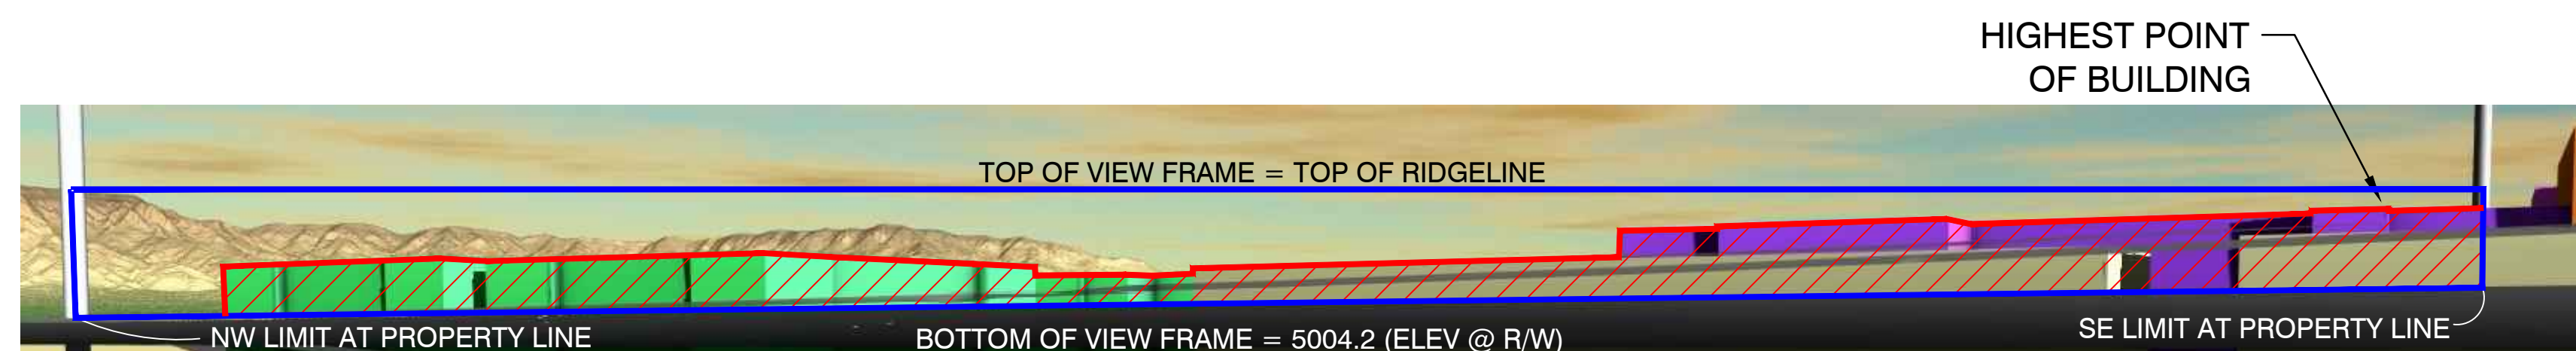 HIGHEST POINT
OF BUILDING
TOP OF VIEW FRAME = TOP OF RIDGELINE
NW LIMIT AT PROPERTY LINE
BOTTOM OF VIEW FRAME = 5004.2 (ELEV @ R/W)
SE LIMIT AT PROPERTY LINE